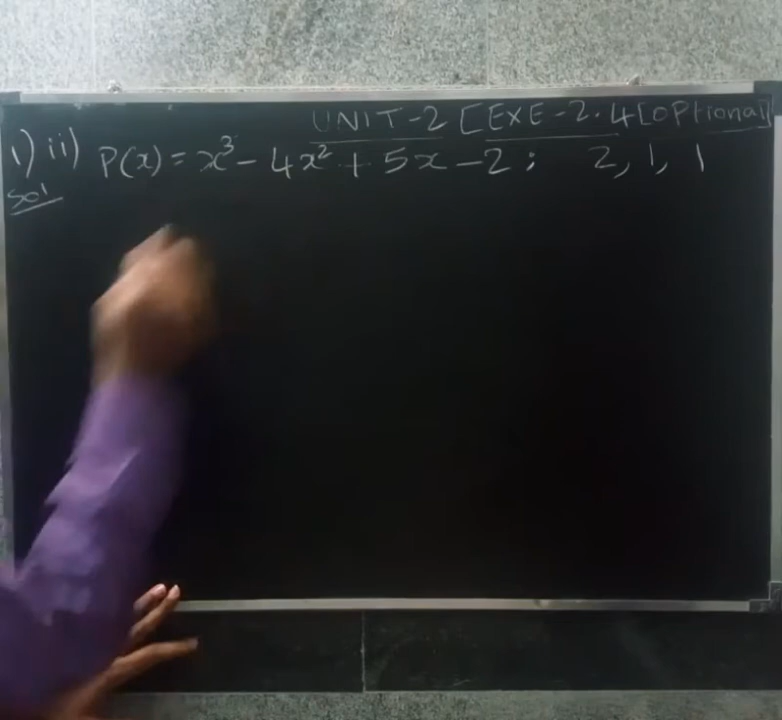 UNIT-2 [EXE-2.4[OPtional]
1) ii) P(x) = x³ - 4x² + 5x - 2 ; 2, 1, 1
Sol